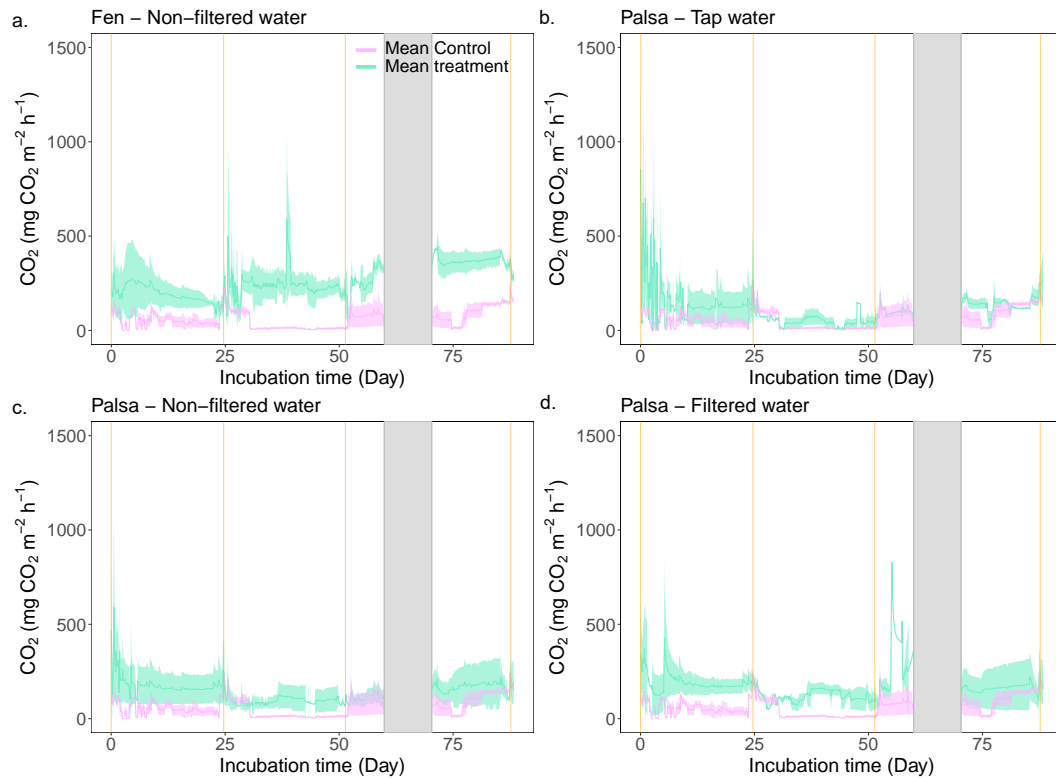 a.
Fen − Non−filtered water
1500
1000
500
0
CO₂ (mg CO₂ m⁻² h⁻¹)
Mean Control
Mean treatment
0 25 50 75
Incubation time (Day)
b.
Palsa − Tap water
1500
1000
500
0
CO₂ (mg CO₂ m⁻² h⁻¹)
0 25 50 75
Incubation time (Day)
c.
Palsa − Non−filtered water
1500
1000
500
0
CO₂ (mg CO₂ m⁻² h⁻¹)
0 25 50 75
Incubation time (Day)
d.
Palsa − Filtered water
1500
1000
500
0
CO₂ (mg CO₂ m⁻² h⁻¹)
0 25 50 75
Incubation time (Day)